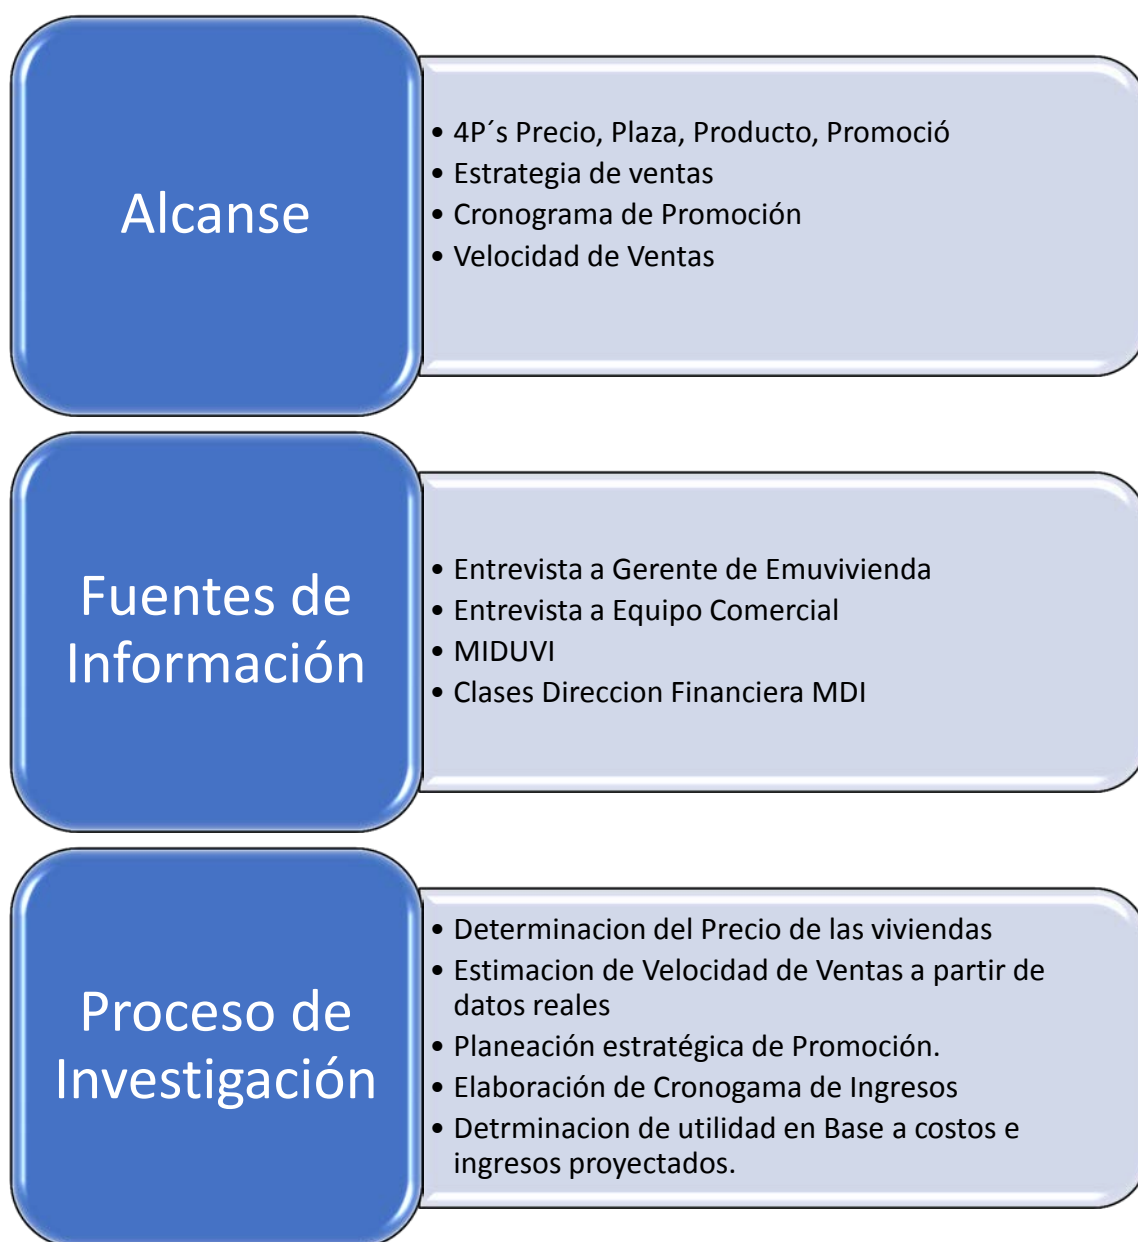 Alcanse
• 4P´s Precio, Plaza, Producto, Promoció
• Estrategia de ventas
• Cronograma de Promoción
• Velocidad de Ventas
Fuentes de
Información
• Entrevista a Gerente de Emuvivienda
• Entrevista a Equipo Comercial
• MIDUVI
• Clases Direccion Financiera MDI
Proceso de
Investigación
• Determinacion del Precio de las viviendas
• Estimacion de Velocidad de Ventas a partir de
datos reales
• Planeación estratégica de Promoción.
• Elaboración de Cronogama de Ingresos
• Detrminacion de utilidad en Base a costos e
ingresos proyectados.